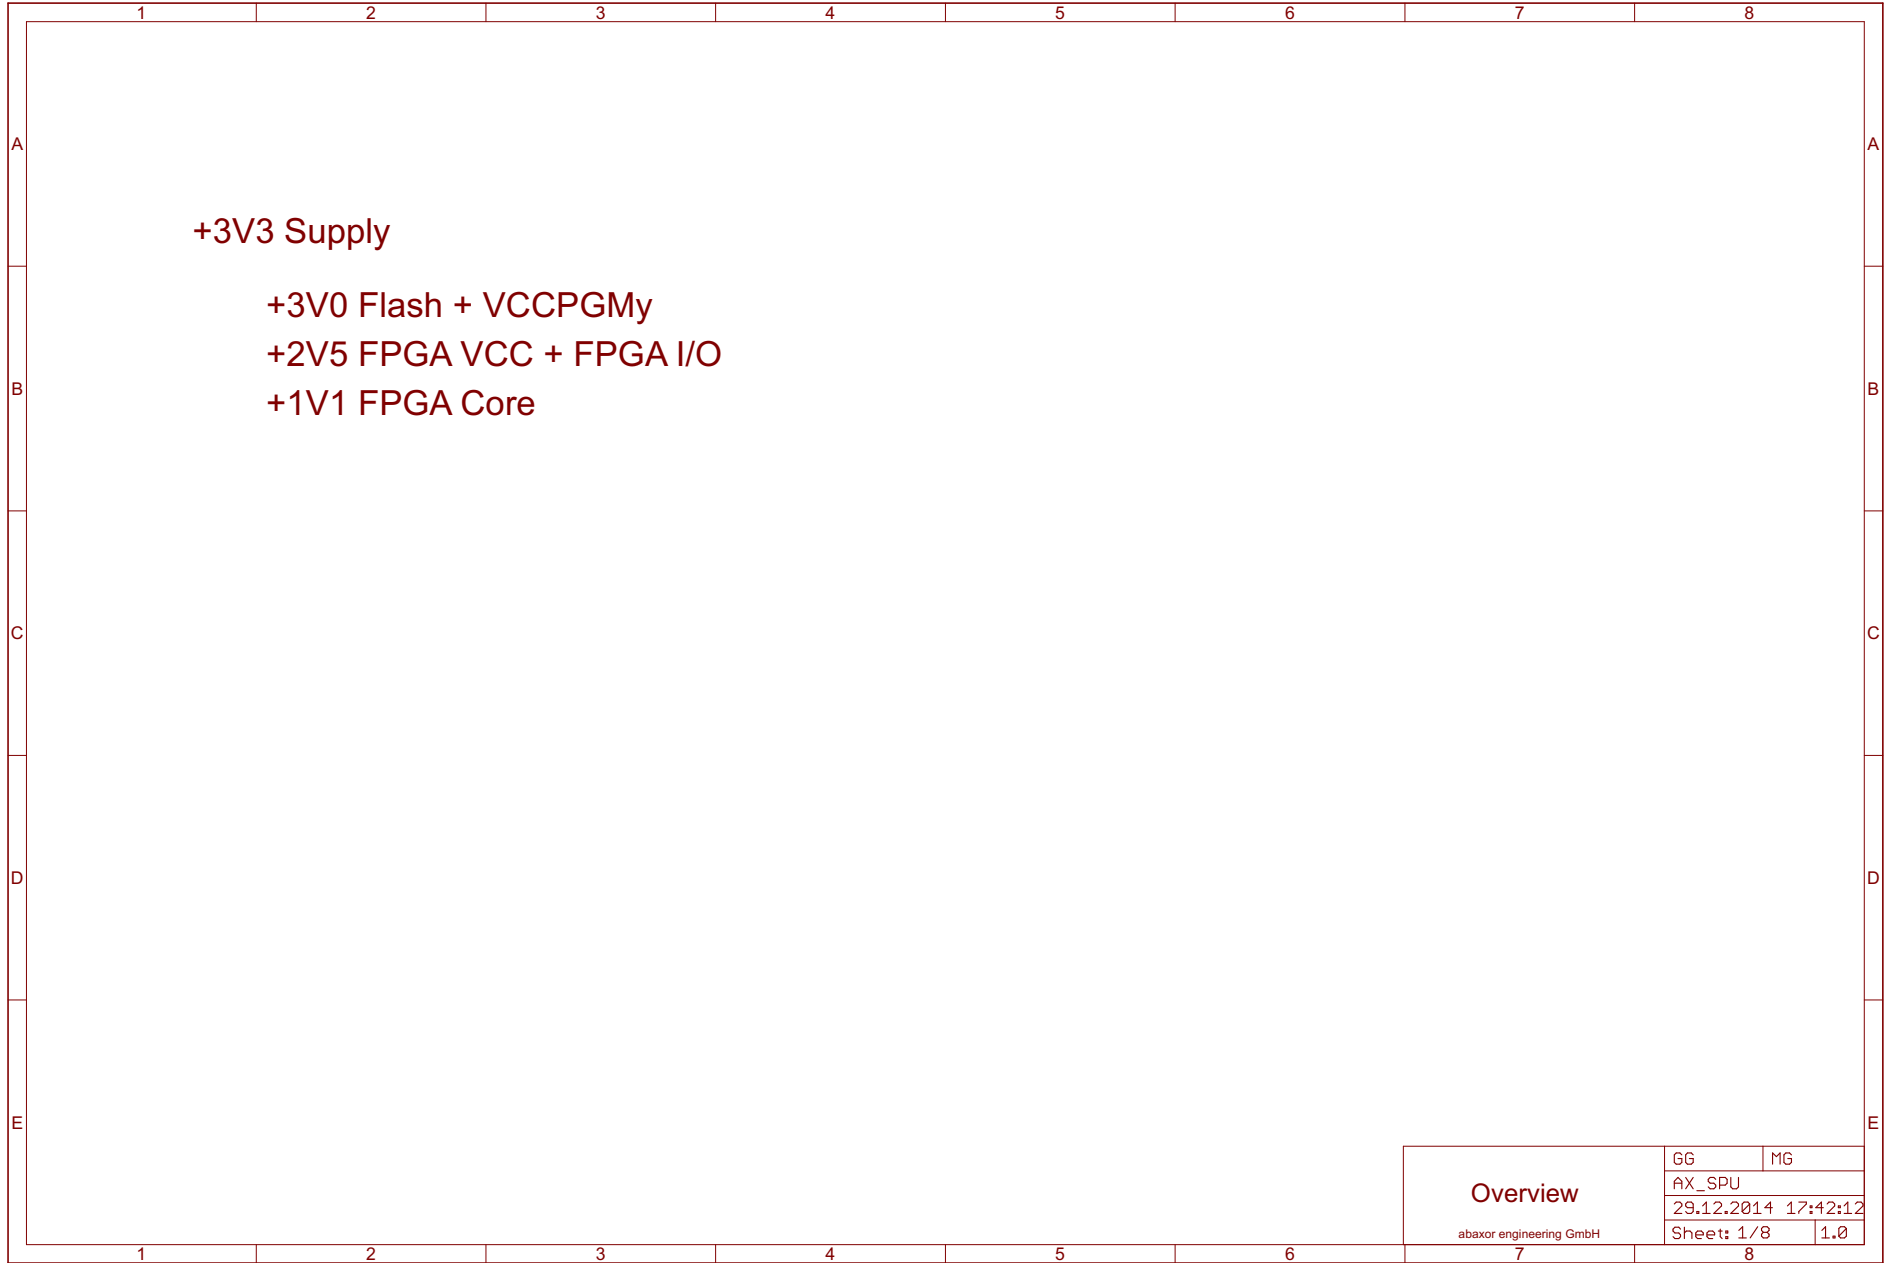 1 2 3 4 5 6 7 8
A A
+3V3 Supply
+3V0 Flash + VCCPGMy
+2V5 FPGA VCC + FPGA I/O
B B
+1V1 FPGA Core
C C
D D
E E
Overview
abaxor engineering GmbH
GG MG
AX_SPU
29.12.2014 17:42:12
Sheet: 1/8 1.0
1 2 3 4 5 6 7 8